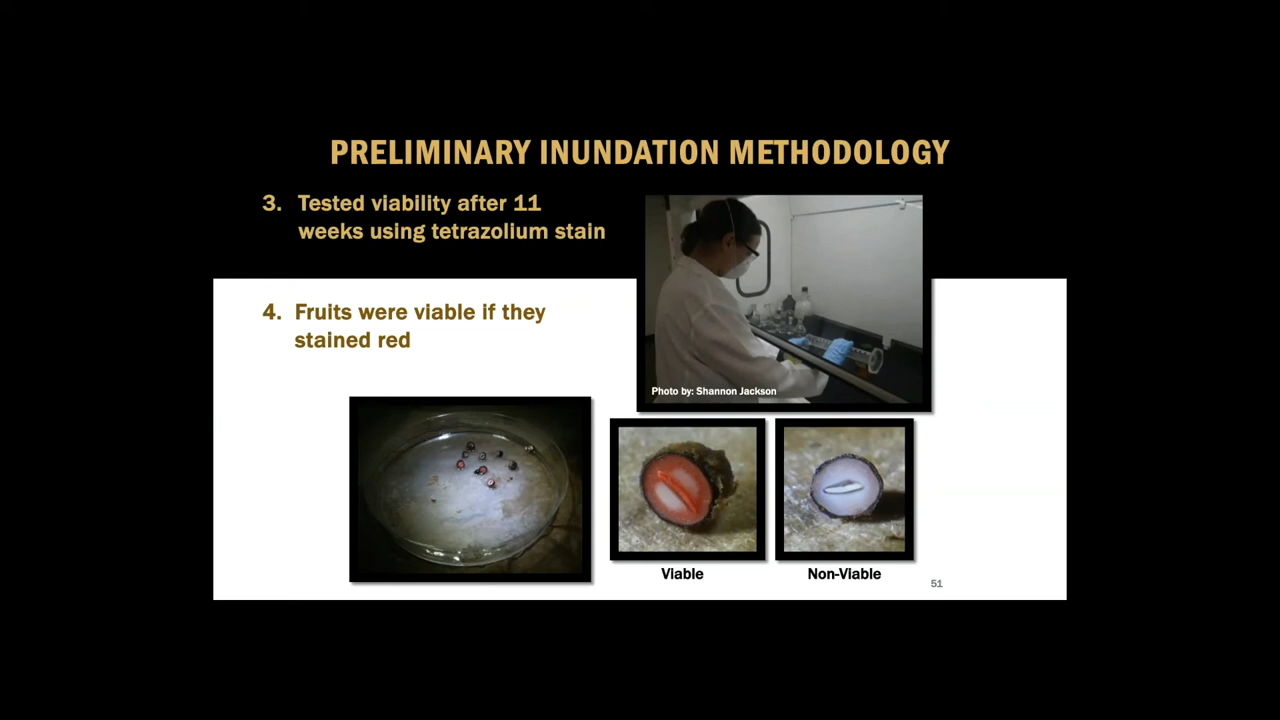 PRELIMINARY INUNDATION METHODOLOGY
3. Tested viability after 11
weeks using tetrazolium stain
4. Fruits were viable if they
stained red
Photo by: Shannon Jackson
Viable
Non-Viable
51